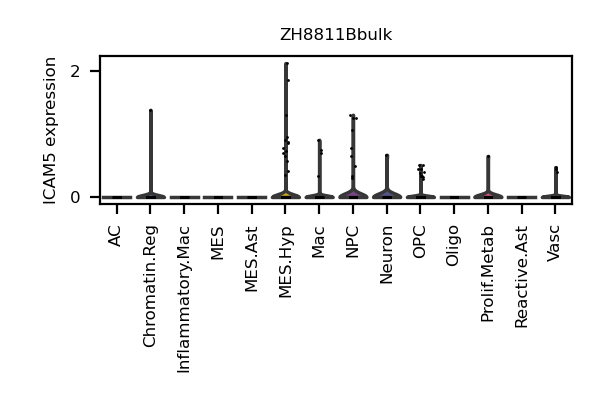 ZH8811Bbulk
ICAM5 expression
2
0
AC
Chromatin.Reg
Inflammatory.Mac
MES
MES.Ast
MES.Hyp
Mac
NPC
Neuron
OPC
Oligo
Prolif.Metab
Reactive.Ast
Vasc